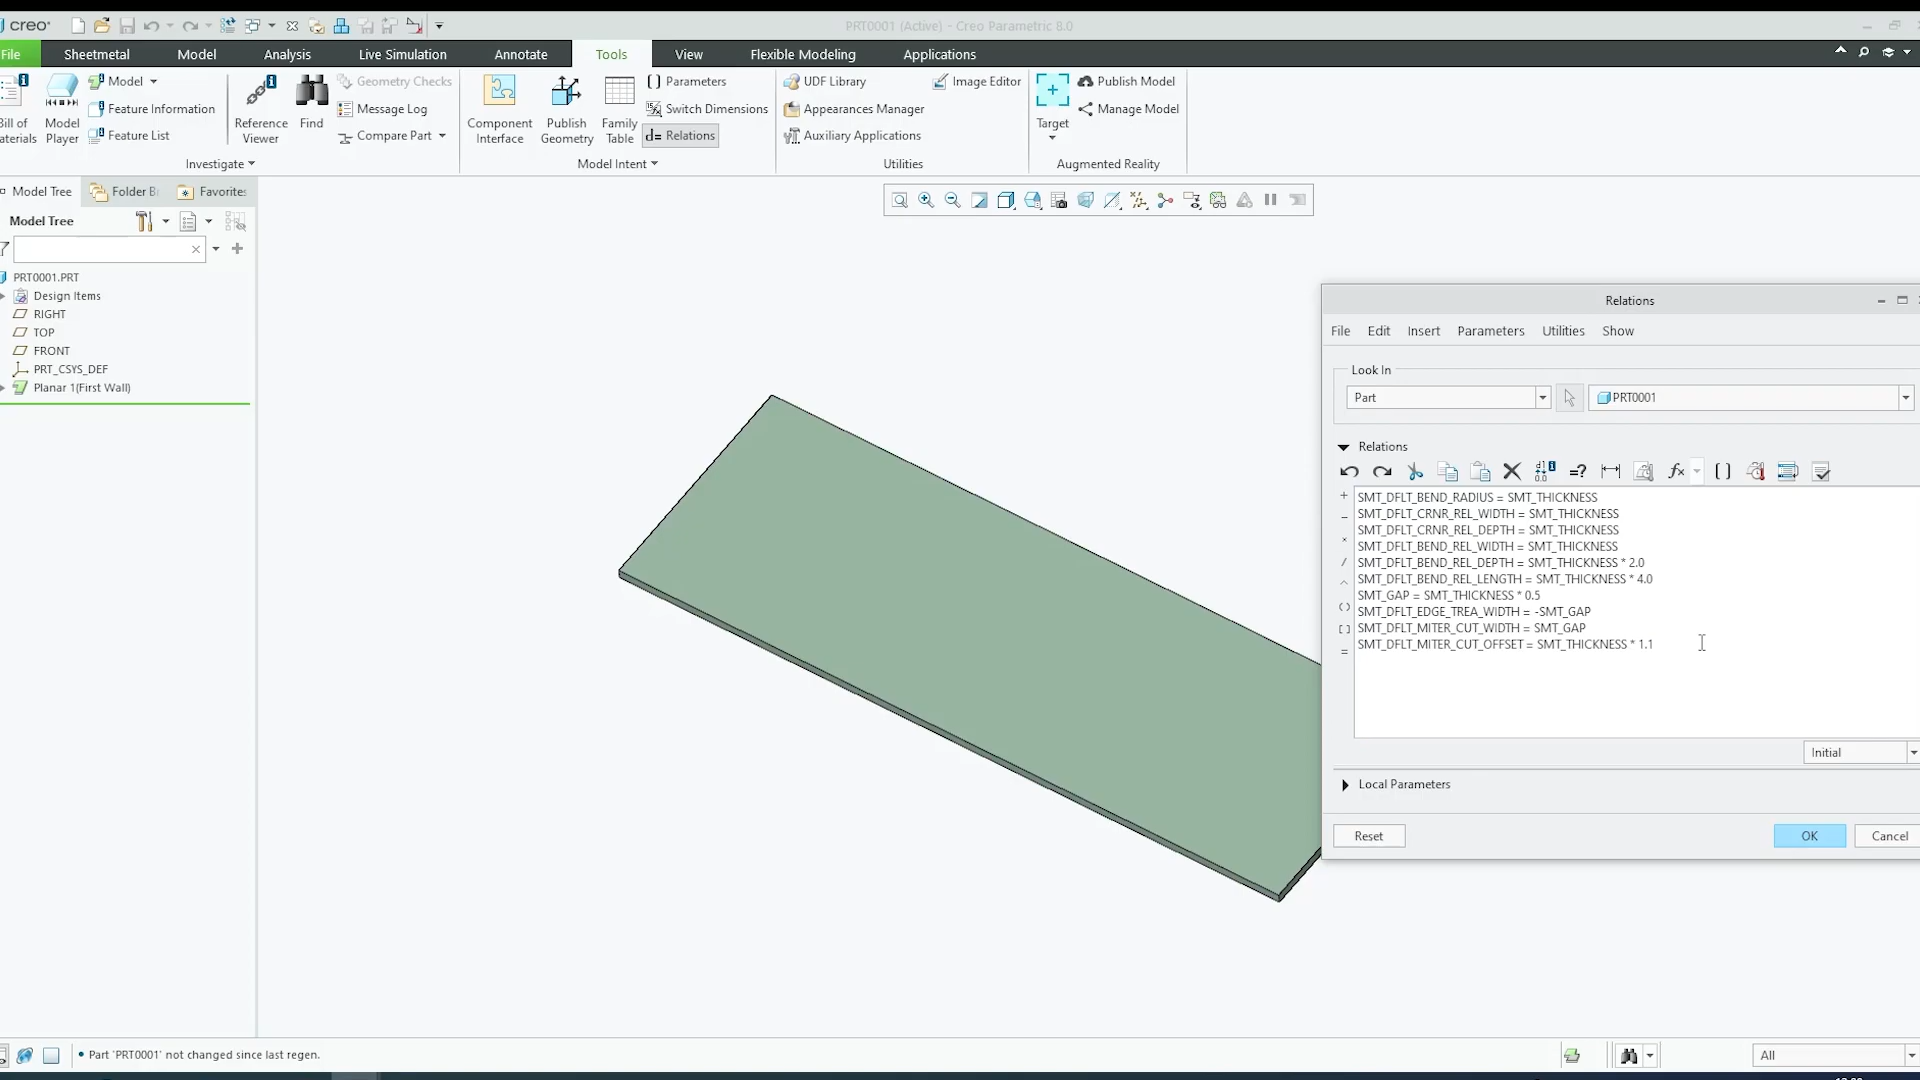 creo·
PRT0001 (Active) - Creo Parametric 8.0
File Sheetmetal Model Analysis Live Simulation Annotate Tools View Flexible Modeling Applications
Bill of
Materials
Model
Player
Model
Feature Information
Feature List
Reference
Viewer
Find
Geometry Checks
Message Log
Compare Part
Investigate
Component
Interface
Publish
Geometry
Family
Table
Parameters
Switch Dimensions
d= Relations
Model Intent
UDF Library
Appearances Manager
Auxiliary Applications
Image Editor
Utilities
Target
Publish Model
Manage Model
Augmented Reality
Model Tree Folder Br Favorites
Model Tree
PRT0001.PRT
Design Items
RIGHT
TOP
FRONT
PRT_CSYS_DEF
Planar 1(First Wall)
Relations
File Edit Insert Parameters Utilities Show
Look In
Part PRT0001
Relations
SMT_DFLT_BEND_RADIUS = SMT_THICKNESS
SMT_DFLT_CRNR_REL_WIDTH = SMT_THICKNESS
SMT_DFLT_CRNR_REL_DEPTH = SMT_THICKNESS
SMT_DFLT_BEND_REL_WIDTH = SMT_THICKNESS
SMT_DFLT_BEND_REL_DEPTH = SMT_THICKNESS * 2.0
SMT_DFLT_BEND_REL_LENGTH = SMT_THICKNESS * 4.0
SMT_GAP = SMT_THICKNESS * 0.5
SMT_DFLT_EDGE_TREA_WIDTH = -SMT_GAP
SMT_DFLT_MITER_CUT_WIDTH = SMT_GAP
SMT_DFLT_MITER_CUT_OFFSET = SMT_THICKNESS * 1.1
Initial
Local Parameters
Reset OK Cancel
• Part 'PRT0001' not changed since last regen.
All